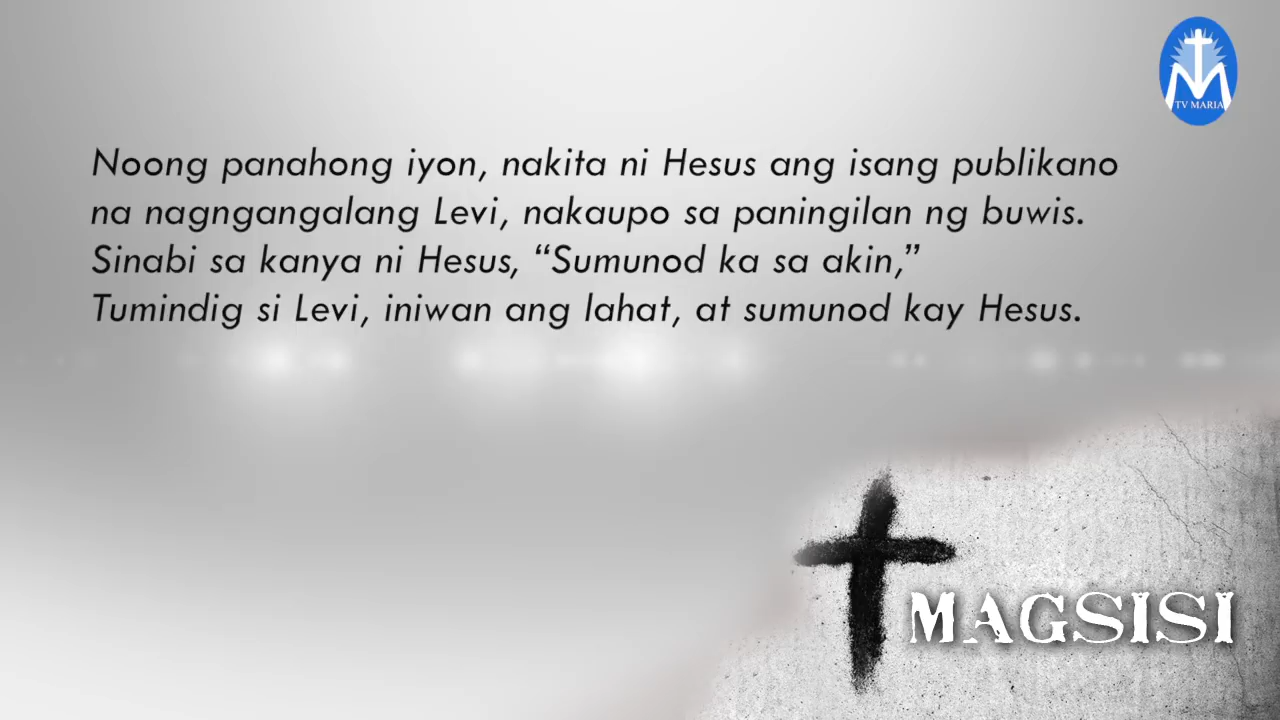 TV MARIA
Noong panahong iyon, nakita ni Hesus ang isang publikano
na nagngangalang Levi, nakaupo sa paningilan ng buwis.
Sinabi sa kanya ni Hesus, “Sumunod ka sa akin,”
Tumindig si Levi, iniwan ang lahat, at sumunod kay Hesus.
MAGSISI